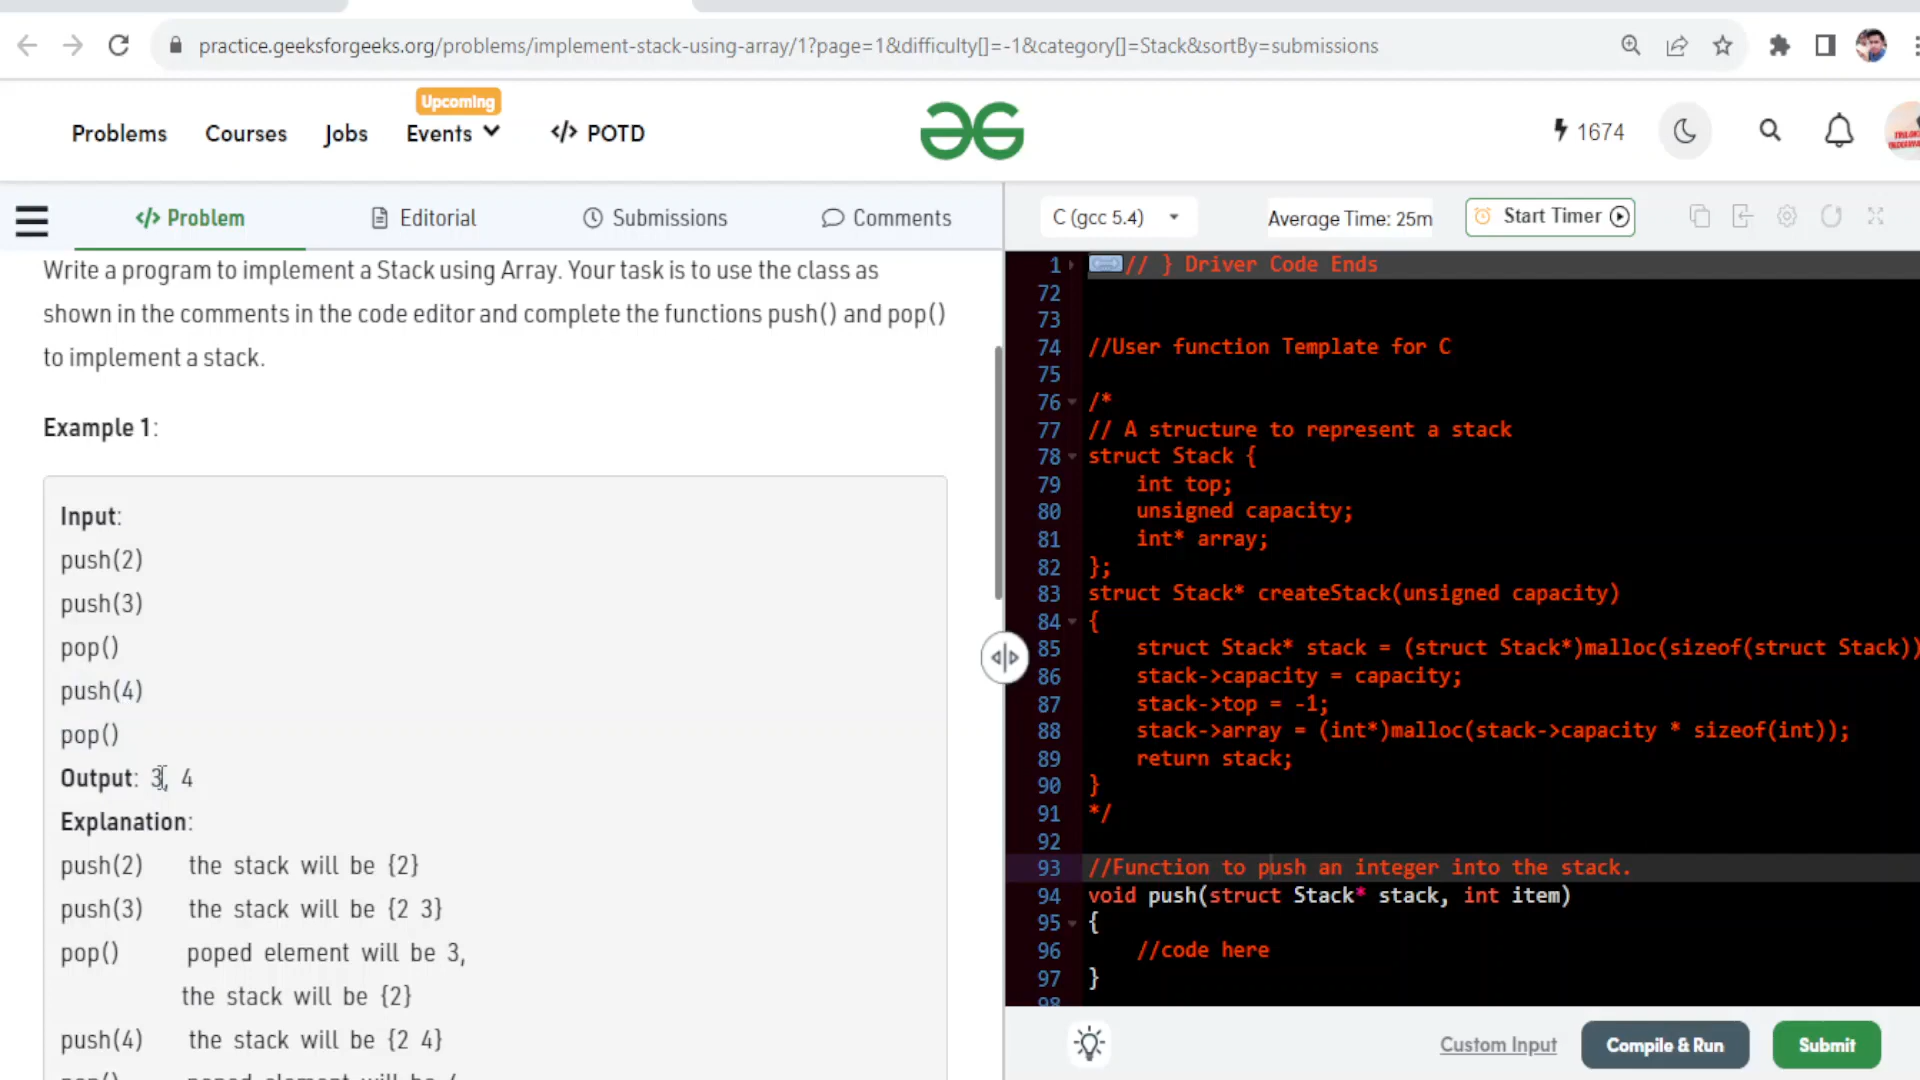 practice.geeksforgeeks.org/problems/implement-stack-using-array/1?page=1&difficulty[]=-1&category[]=Stack&sortBy=submissions
Upcoming
Problems Courses Jobs Events </> POTD
1674
</> Problem Editorial Submissions Comments
C (gcc 5.4) Average Time: 25m Start Timer
Write a program to implement a Stack using Array. Your task is to use the class as
shown in the comments in the code editor and complete the functions push() and pop()
to implement a stack.
Example 1:
Input:
push(2)
push(3)
pop()
push(4)
pop()
Output: 3, 4
Explanation:
push(2) the stack will be {2}
push(3) the stack will be {2 3}
pop() poped element will be 3,
the stack will be {2}
push(4) the stack will be {2 4}
1 // } Driver Code Ends
72
73
74 //User function Template for C
75
76 /*
77 // A structure to represent a stack
78 struct Stack {
79 int top;
80 unsigned capacity;
81 int* array;
82 };
83 struct Stack* createStack(unsigned capacity)
84 {
85 struct Stack* stack = (struct Stack*)malloc(sizeof(struct Stack))
86 stack->capacity = capacity;
87 stack->top = -1;
88 stack->array = (int*)malloc(stack->capacity * sizeof(int));
89 return stack;
90 }
91 */
92
93 //Function to push an integer into the stack.
94 void push(struct Stack* stack, int item)
95 {
96 //code here
97 }
98
Custom Input Compile & Run Submit